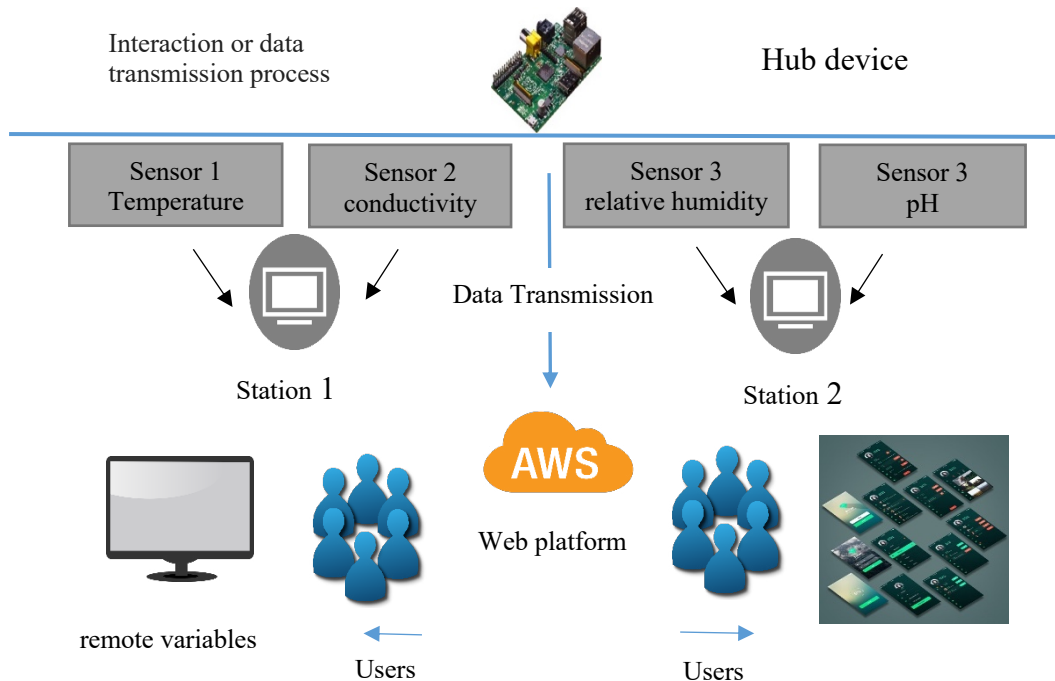 Interaction or data
transmission process
Hub device
Sensor 1
Temperature
Sensor 2
conductivity
Sensor 3
relative humidity
Sensor 3
pH
Data Transmission
Station 1
Station 2
AWS
Web platform
remote variables
Users
Users